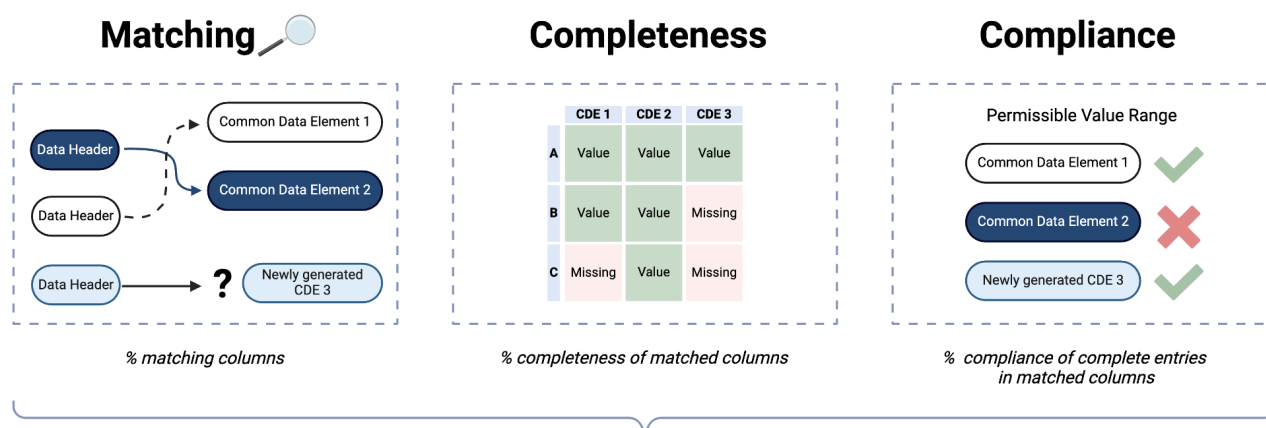 Matching
Data Header
Data Header
Data Header
Common Data Element 1
Common Data Element 2
?
Newly generated
CDE 3
% matching columns
Completeness
CDE 1 CDE 2 CDE 3
A Value Value Value
B Value Value Missing
C Missing Value Missing
% completeness of matched columns
Compliance
Permissible Value Range
Common Data Element 1
Common Data Element 2
Newly generated CDE 3
% compliance of complete entries
in matched columns